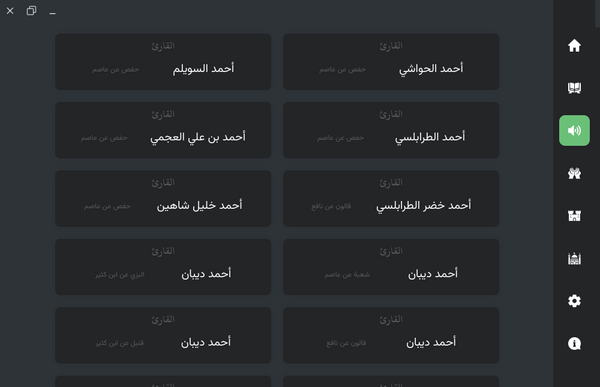 القارئ
أحمد الحواشي
حفص عن عاصم
القارئ
أحمد السويلم
حفص عن عاصم
القارئ
أحمد الطرابلسي
حفص عن عاصم
القارئ
أحمد بن علي العجمي
حفص عن عاصم
القارئ
أحمد خضر الطرابلسي
قالون عن نافع
القارئ
أحمد خليل شاهين
حفص عن عاصم
القارئ
أحمد ديبان
شعبة عن عاصم
القارئ
أحمد ديبان
البزي عن ابن كثير
القارئ
أحمد ديبان
قالون عن نافع
القارئ
أحمد ديبان
قنبل عن ابن كثير